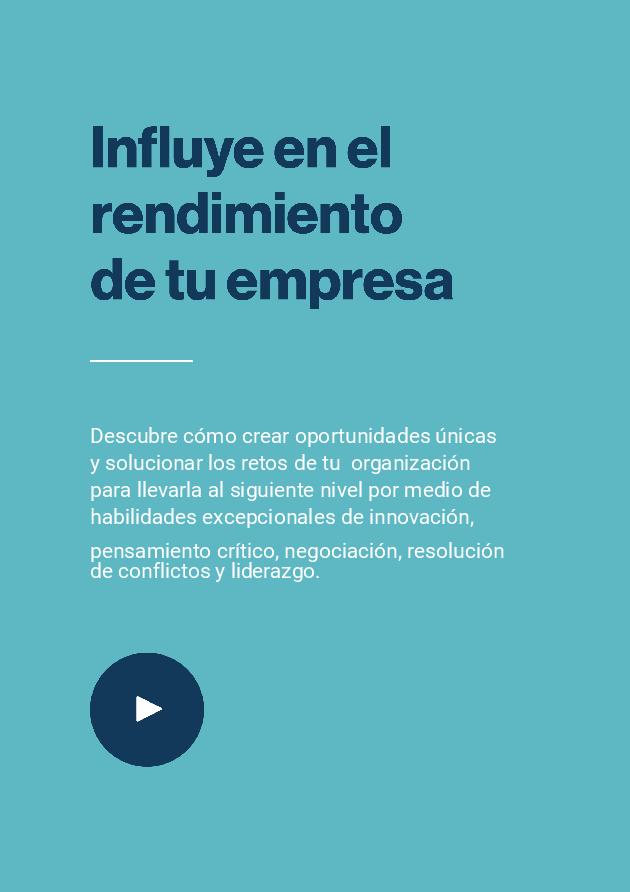 Influye en el
rendimiento
de tu empresa
Descubre cómo crear oportunidades únicas
y solucionar los retos de tu  organización
para llevarla al siguiente nivel por medio de
habilidades excepcionales de innovación,
pensamiento crítico, negociación, resolución
de conflictos y liderazgo.